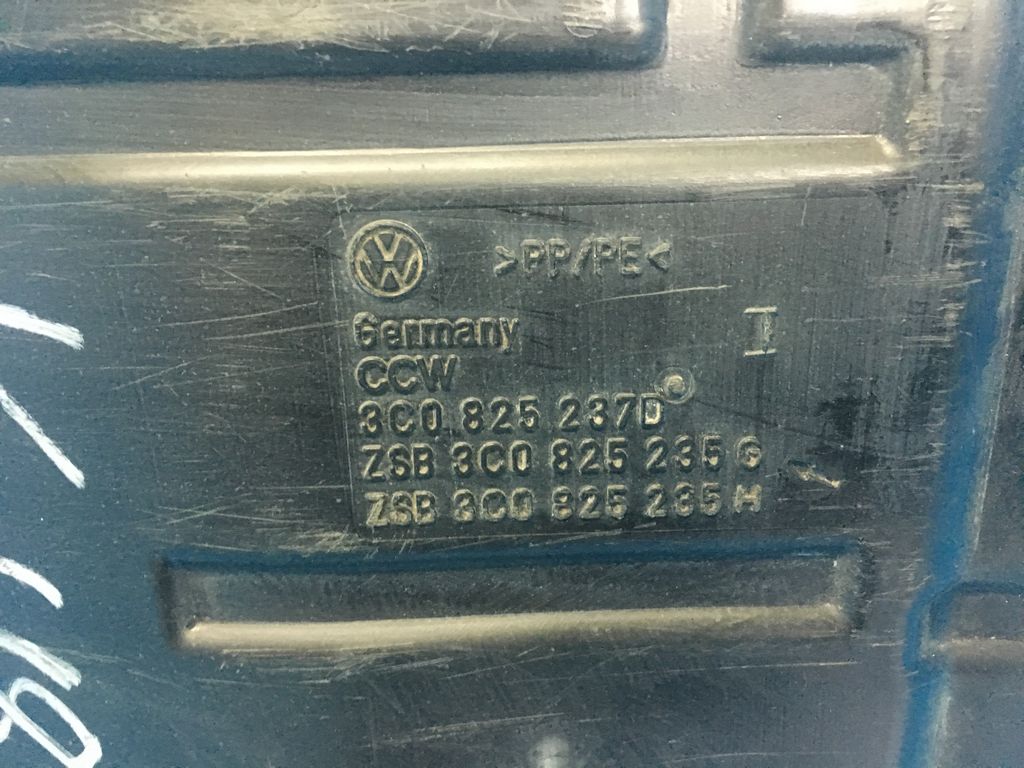 VW >PP/PE<
Germany I
CCW
3C0 825 237D
ZSB 3C0 825 235 G
ZSB 3C0 825 235 H